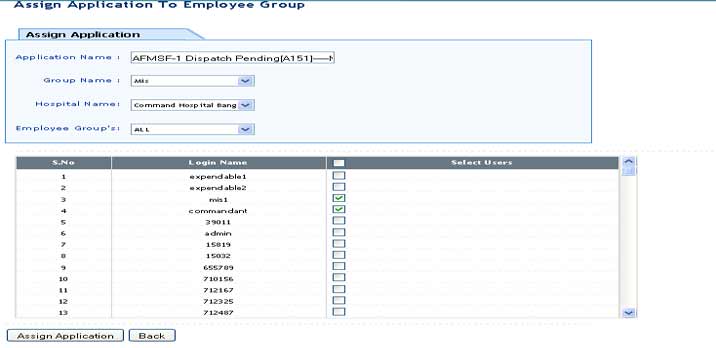 Assign Application To Employee Group
Assign Application
Application Name : AFMSF-1 Dispatch Pending[A151]
Group Name : Mis
Hospital Name: Command Hospital Bang
Employee Group's: ALL
S.No Login Name Select Users
1 expendable1
2 expendable2
3 mis1
4 commandant
5 39011
6 admin
7 15819
8 15032
9 655789
10 710156
11 712167
12 712325
13 712487
Assign Application Back